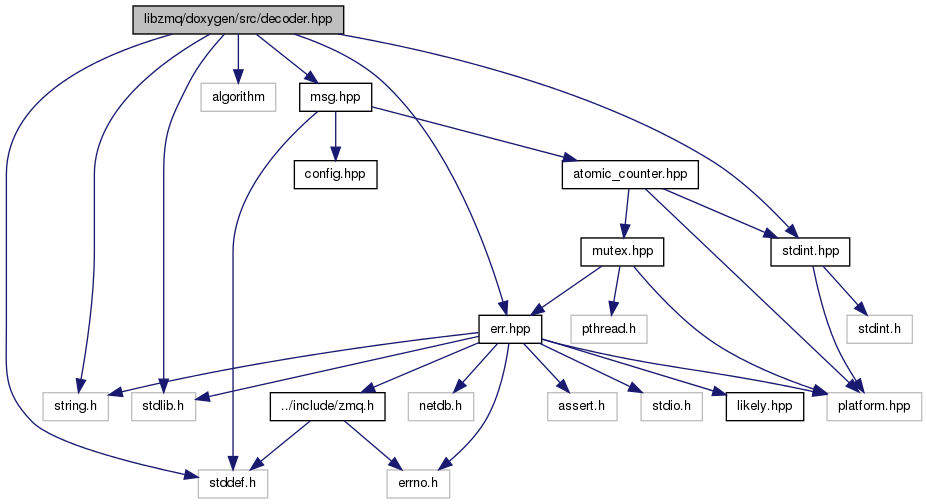 libzmq/doxygen/src/decoder.hpp
algorithm
msg.hpp
config.hpp
atomic_counter.hpp
mutex.hpp
stdint.hpp
err.hpp
pthread.h
stdint.h
string.h
stdlib.h
../include/zmq.h
netdb.h
assert.h
stdio.h
likely.hpp
platform.hpp
stddef.h
errno.h